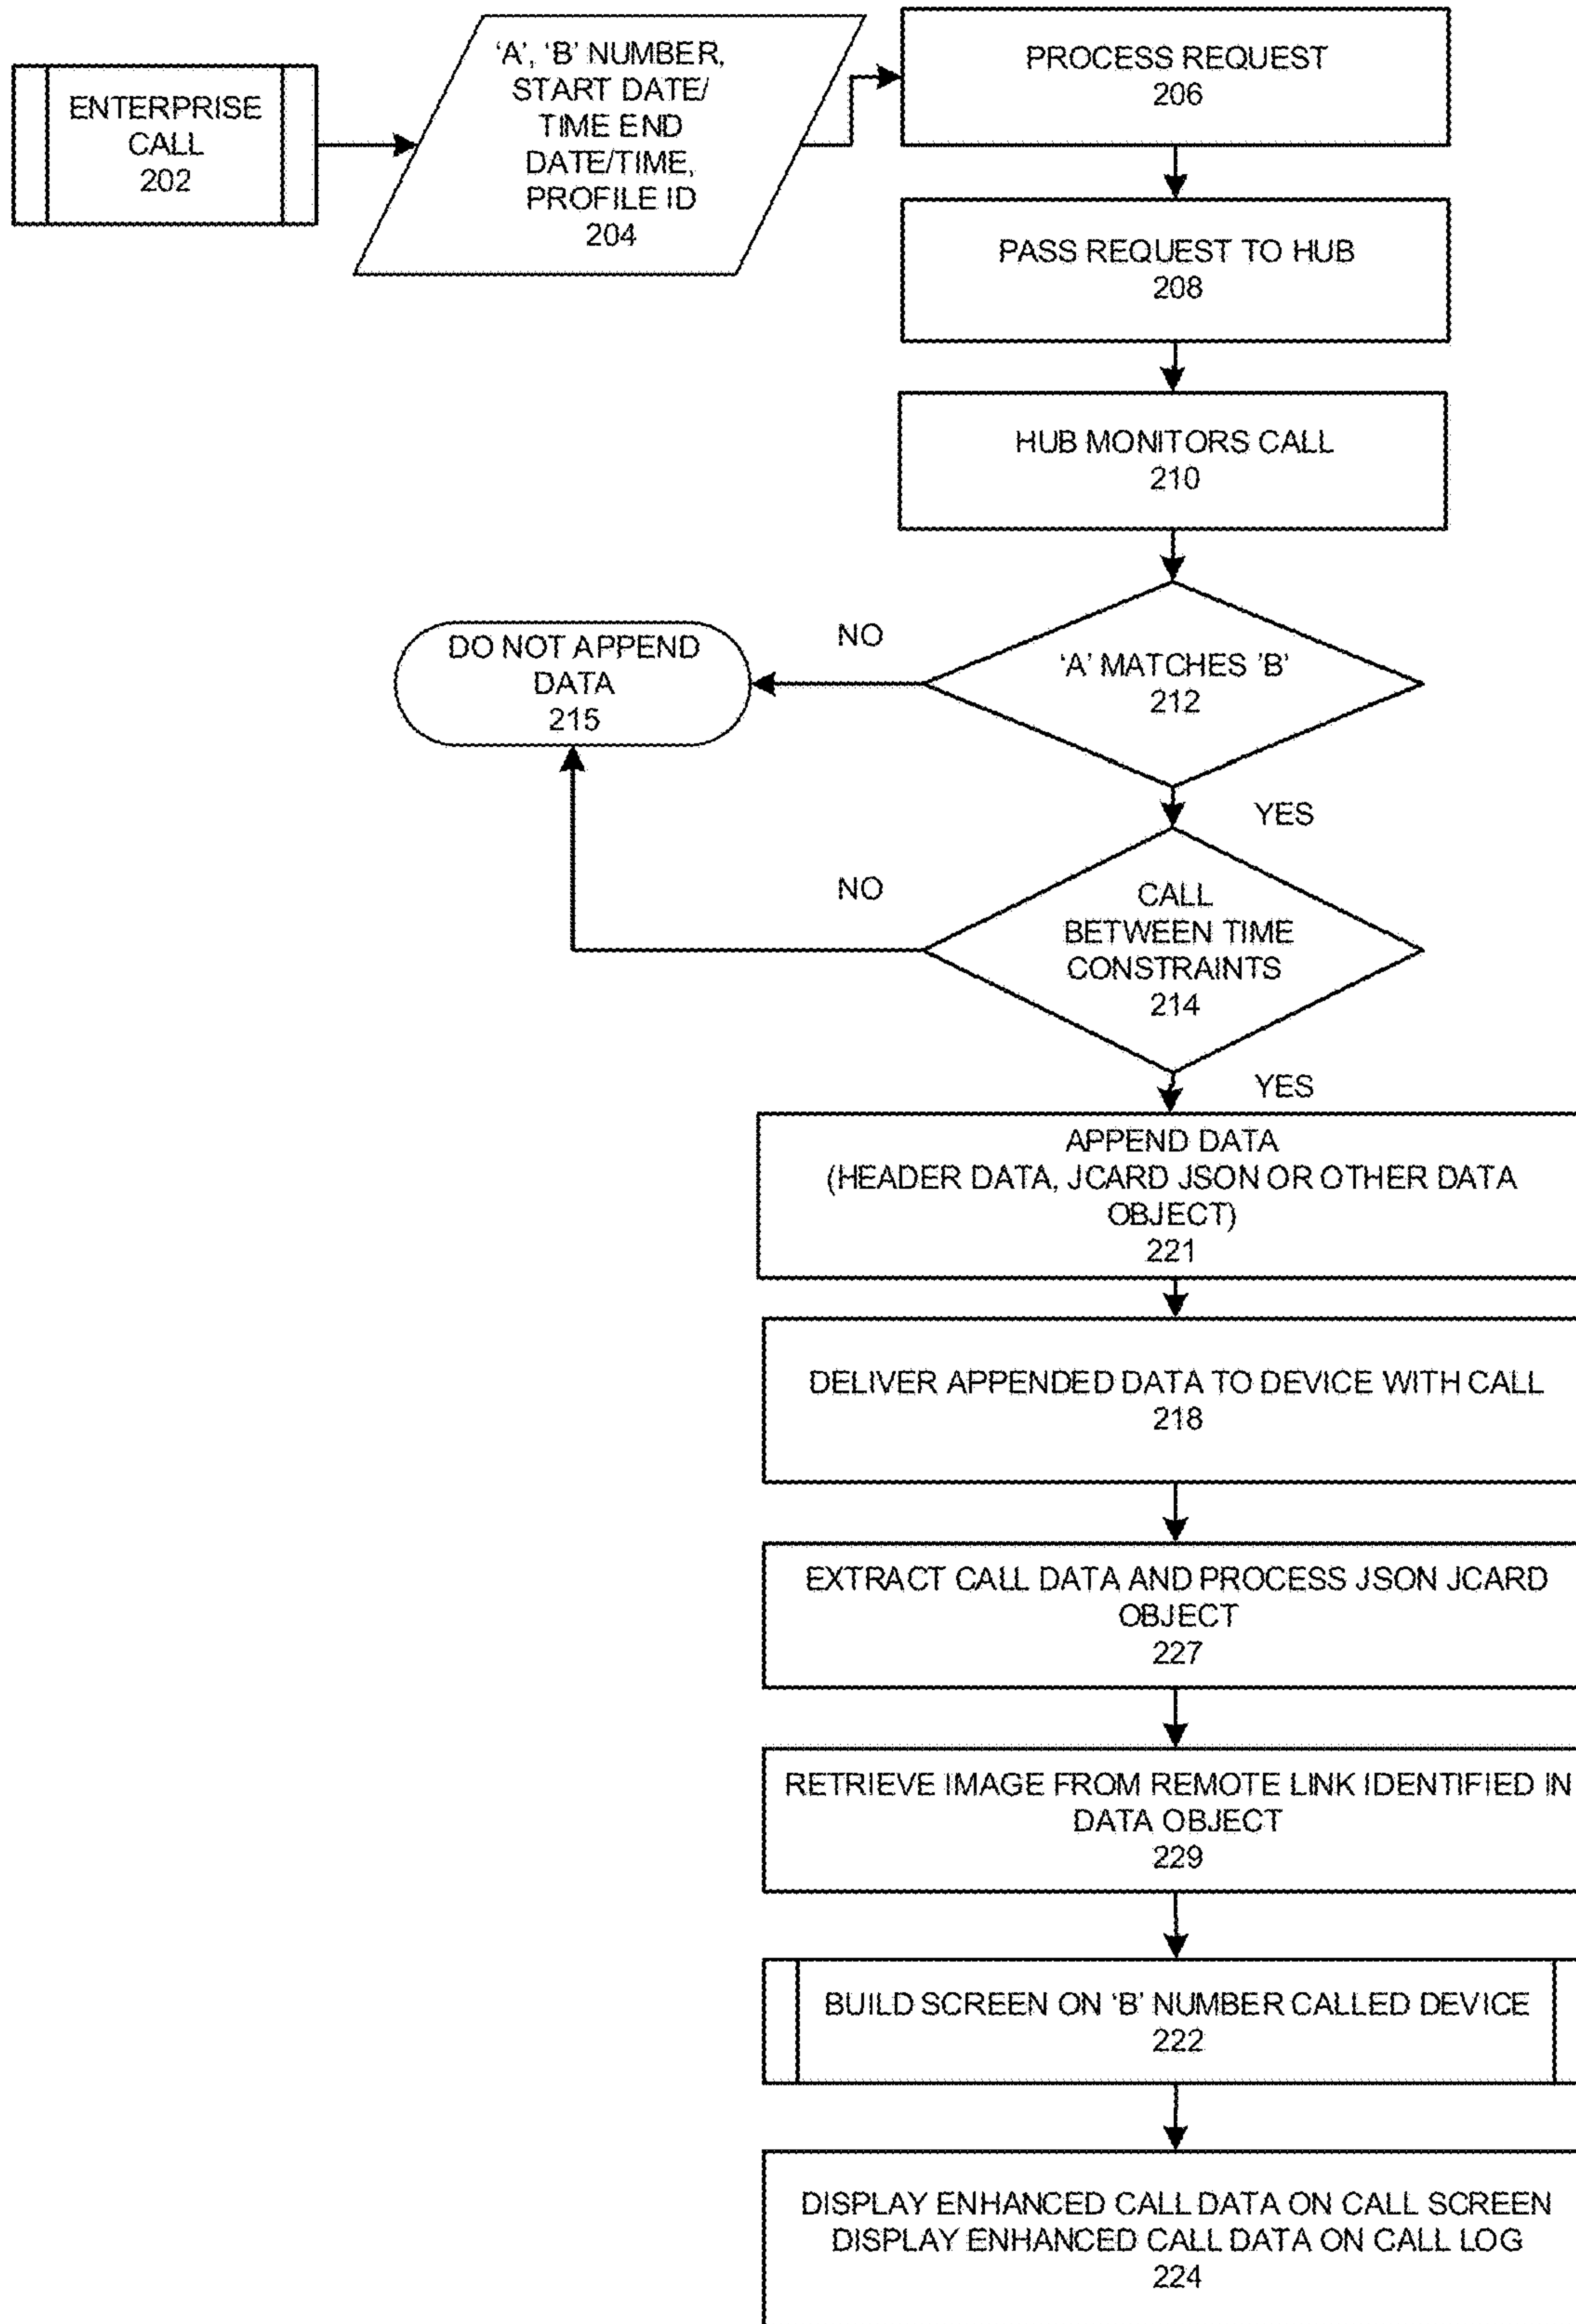 ENTERPRISE
CALL
202
‘A’, ‘B’ NUMBER,
START DATE/
TIME END
DATE/TIME,
PROFILE ID
204
PROCESS REQUEST
206
PASS REQUEST TO HUB
208
HUB MONITORS CALL
210
‘A’ MATCHES ’B’
212
NO
DO NOT APPEND
DATA
215
YES
CALL
BETWEEN TIME
CONSTRAINTS
214
NO
YES
APPEND DATA
(HEADER DATA, JCARD JSON OR OTHER DATA
OBJECT)
221
DELIVER APPENDED DATA TO DEVICE WITH CALL
218
EXTRACT CALL DATA AND PROCESS JSON JCARD
OBJECT
227
RETRIEVE IMAGE FROM REMOTE LINK IDENTIFIED IN
DATA OBJECT
229
BUILD SCREEN ON ‘B’ NUMBER CALLED DEVICE
222
DISPLAY ENHANCED CALL DATA ON CALL SCREEN
DISPLAY ENHANCED CALL DATA ON CALL LOG
224